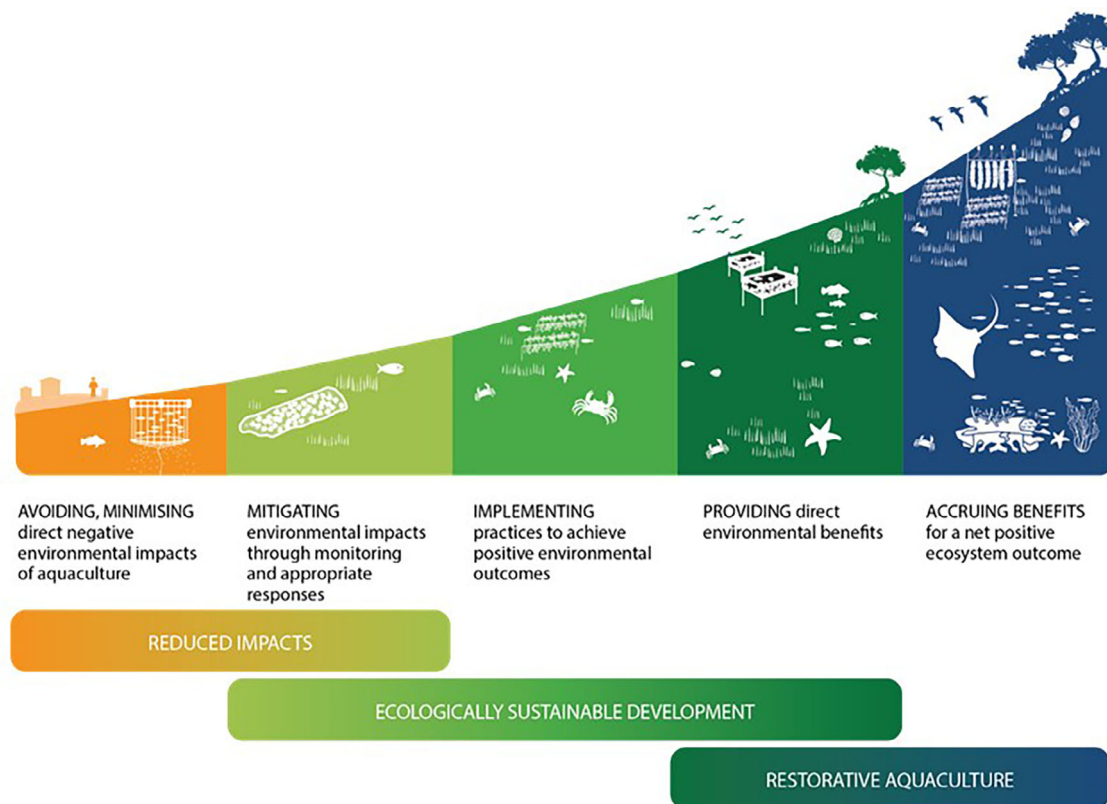 AVOIDING, MINIMISING
direct negative
environmental impacts
of aquaculture
MITIGATING
environmental impacts
through monitoring
and appropriate
responses
IMPLEMENTING
practices to achieve
positive environmental
outcomes
PROVIDING direct
environmental benefits
ACCRUING BENEFITS
for a net positive
ecosystem outcome
REDUCED IMPACTS
ECOLOGICALLY SUSTAINABLE DEVELOPMENT
RESTORATIVE AQUACULTURE